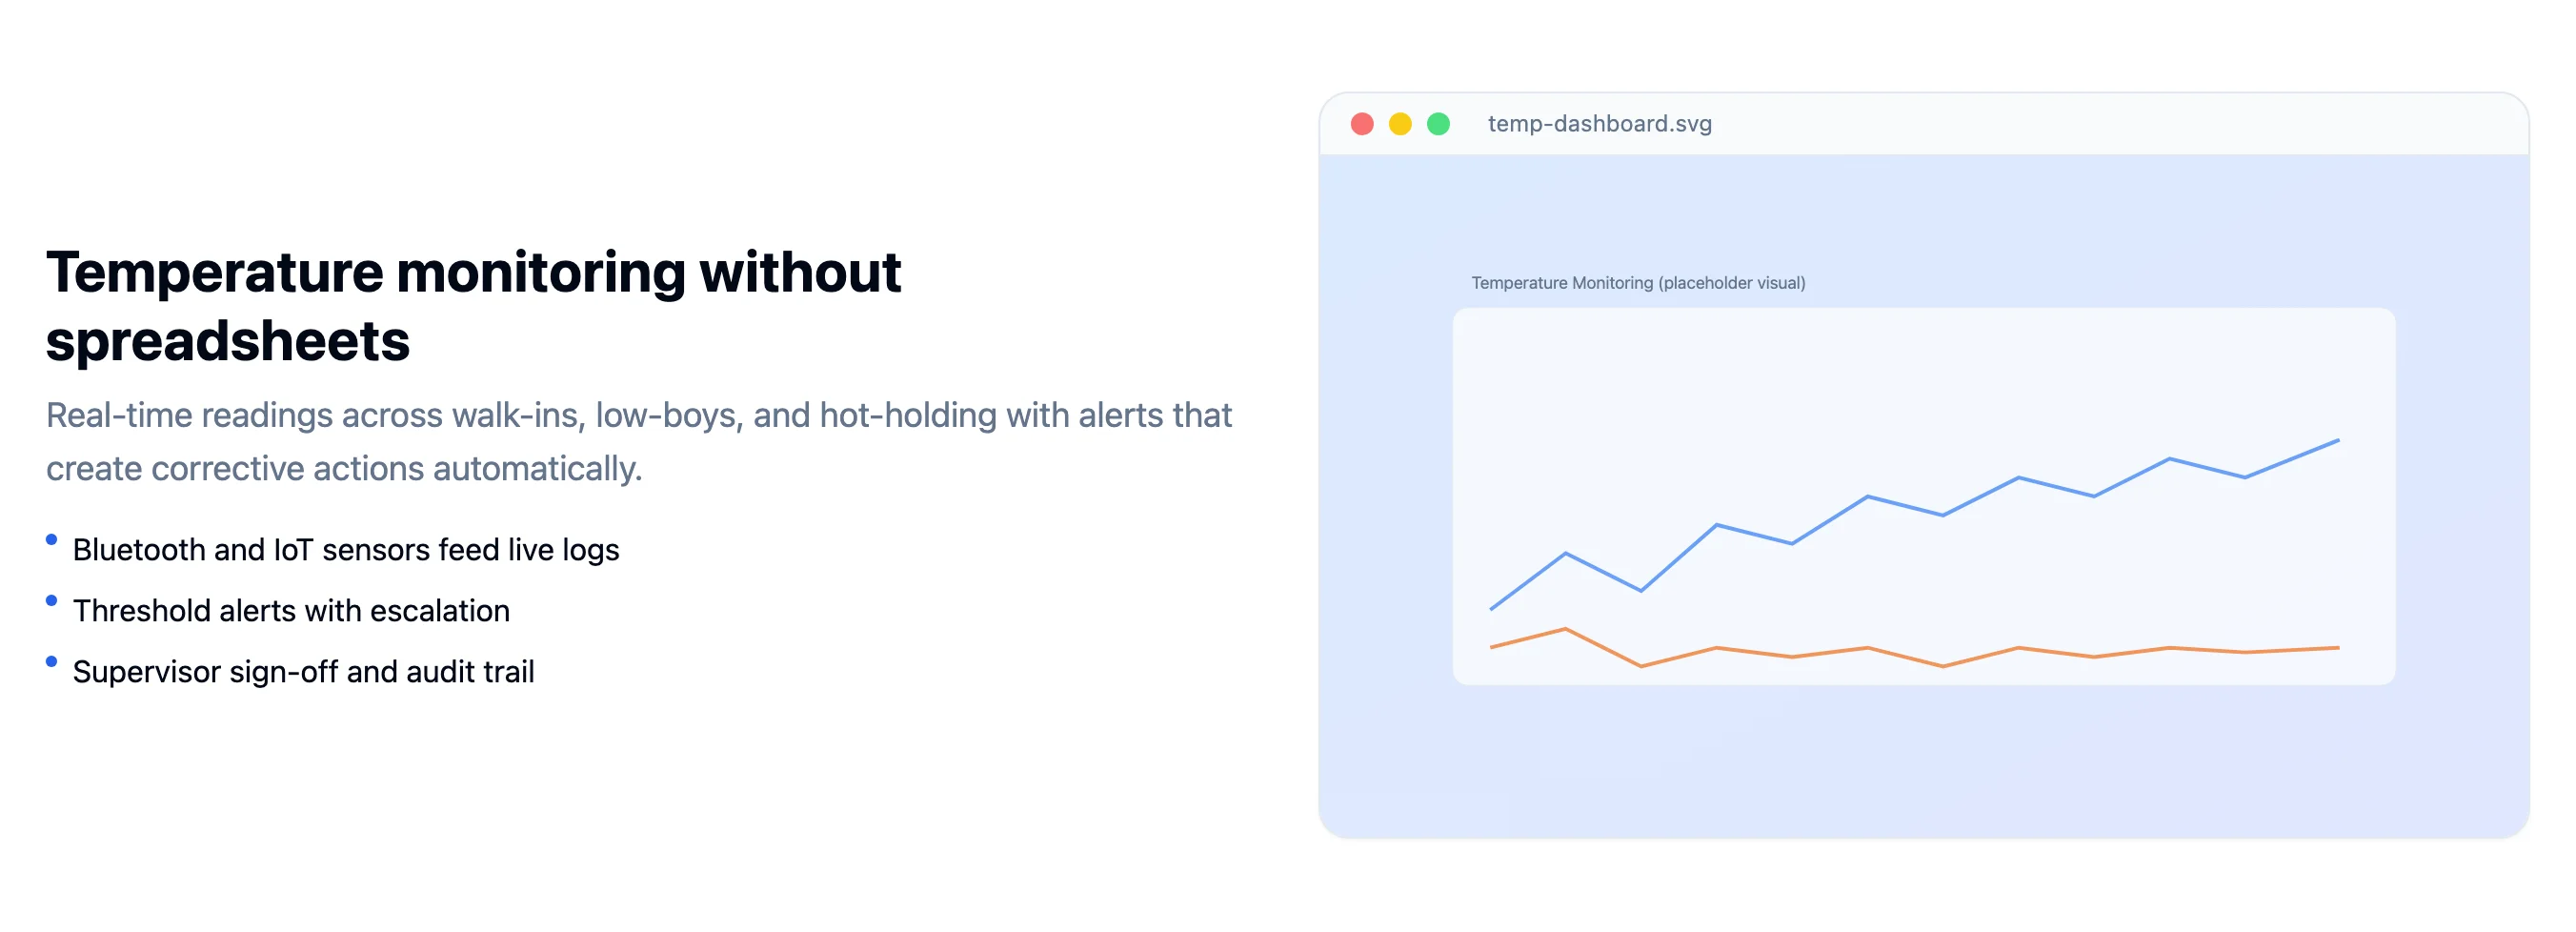 Temperature monitoring without
spreadsheets
Real-time readings across walk-ins, low-boys, and hot-holding with alerts that
create corrective actions automatically.
Bluetooth and IoT sensors feed live logs
Threshold alerts with escalation
Supervisor sign-off and audit trail
temp-dashboard.svg
Temperature Monitoring (placeholder visual)